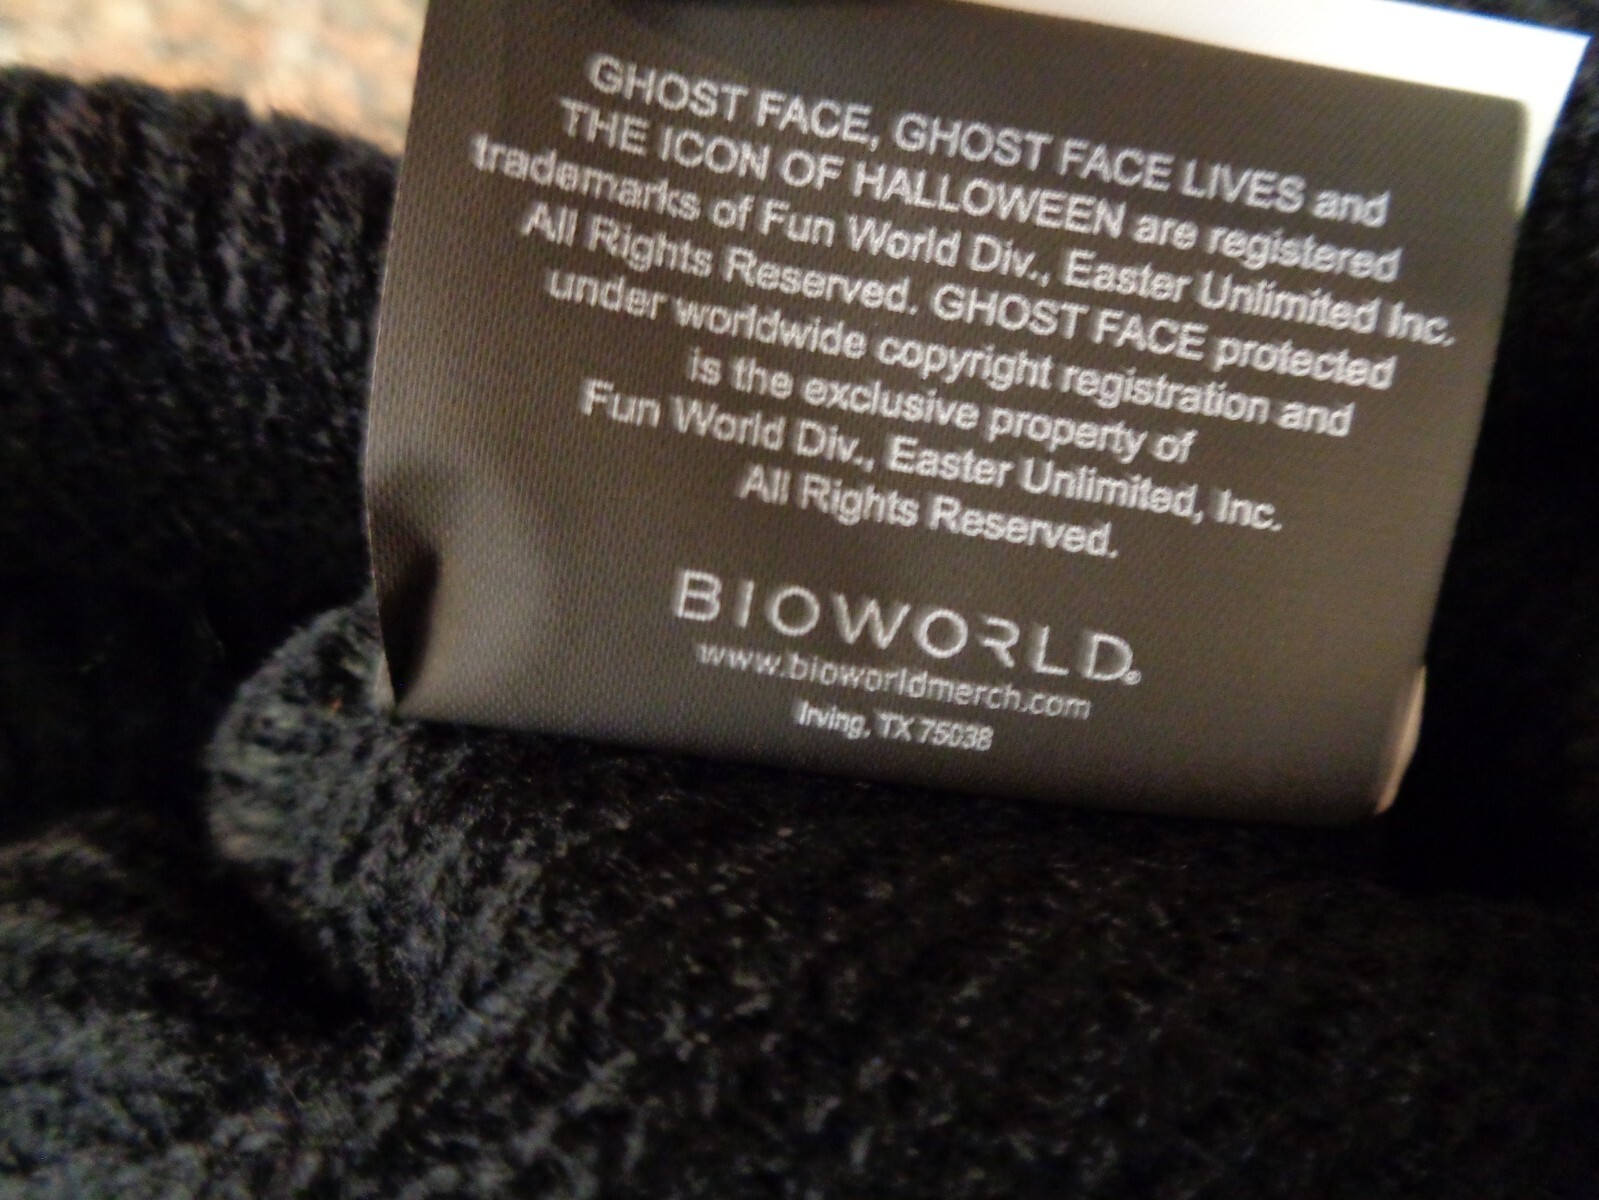 GHOST FACE, GHOST FACE LIVES and
THE ICON OF HALLOWEEN are registered
trademarks of Fun World Div., Easter Unlimited Inc.
All Rights Reserved. GHOST FACE protected
under worldwide copyright registration and
is the exclusive property of
Fun World Div., Easter Unlimited, Inc.
All Rights Reserved.
BIOWORLD®
www.bioworldmerch.com
Irving, TX 75038